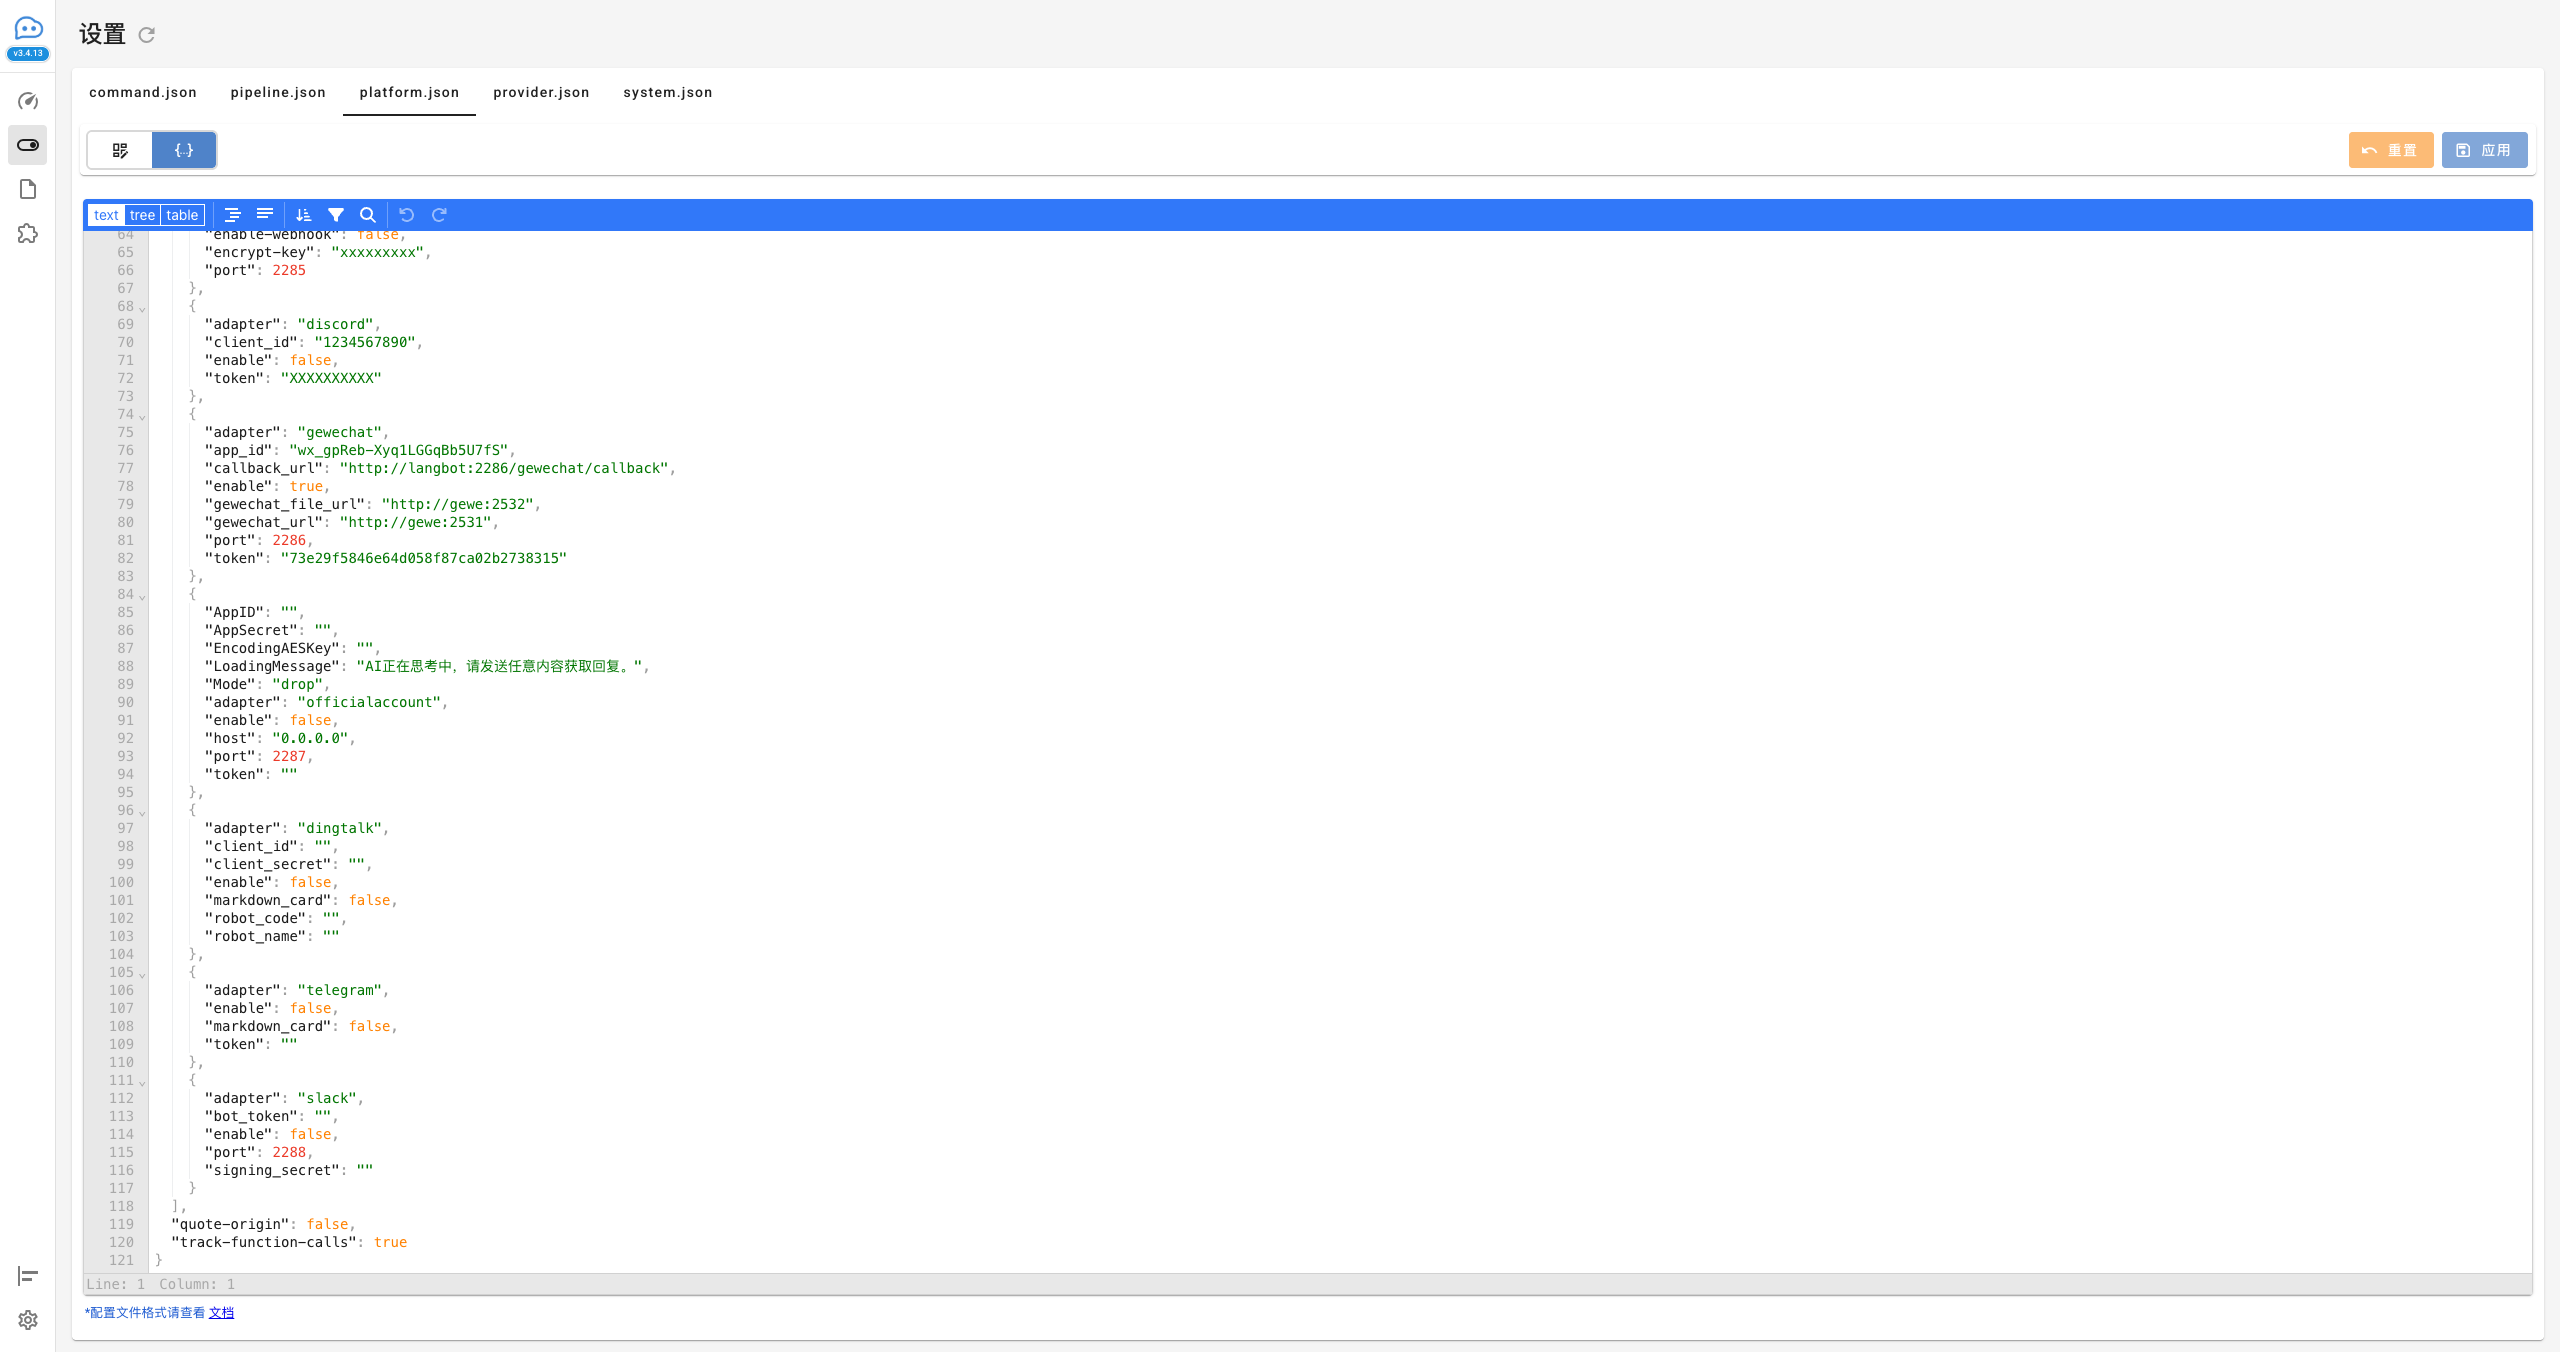 设置
v3.4.13
command.json pipeline.json platform.json provider.json system.json
{..} 重置 应用
text tree table
64 "enable-webhook": false,
65 "encrypt-key": "xxxxxxxxx",
66 "port": 2285
67 },
68 {
69 "adapter": "discord",
70 "client_id": "1234567890",
71 "enable": false,
72 "token": "XXXXXXXXXX"
73 },
74 {
75 "adapter": "gewechat",
76 "app_id": "wx_gpReb-Xyq1LGGqBb5U7fS",
77 "callback_url": "http://langbot:2286/gewechat/callback",
78 "enable": true,
79 "gewechat_file_url": "http://gewe:2532",
80 "gewechat_url": "http://gewe:2531",
81 "port": 2286,
82 "token": "73e29f5846e64d058f87ca02b2738315"
83 },
84 {
85 "AppID": "",
86 "AppSecret": "",
87 "EncodingAESKey": "",
88 "LoadingMessage": "AI正在思考中，请发送任意内容获取回复。",
89 "Mode": "drop",
90 "adapter": "officialaccount",
91 "enable": false,
92 "host": "0.0.0.0",
93 "port": 2287,
94 "token": ""
95 },
96 {
97 "adapter": "dingtalk",
98 "client_id": "",
99 "client_secret": "",
100 "enable": false,
101 "markdown_card": false,
102 "robot_code": "",
103 "robot_name": ""
104 },
105 {
106 "adapter": "telegram",
107 "enable": false,
108 "markdown_card": false,
109 "token": ""
110 },
111 {
112 "adapter": "slack",
113 "bot_token": "",
114 "enable": false,
115 "port": 2288,
116 "signing_secret": ""
117 }
118 ],
119 "quote-origin": false,
120 "track-function-calls": true
121 }
Line: 1 Column: 1
*配置文件格式请查看 文档